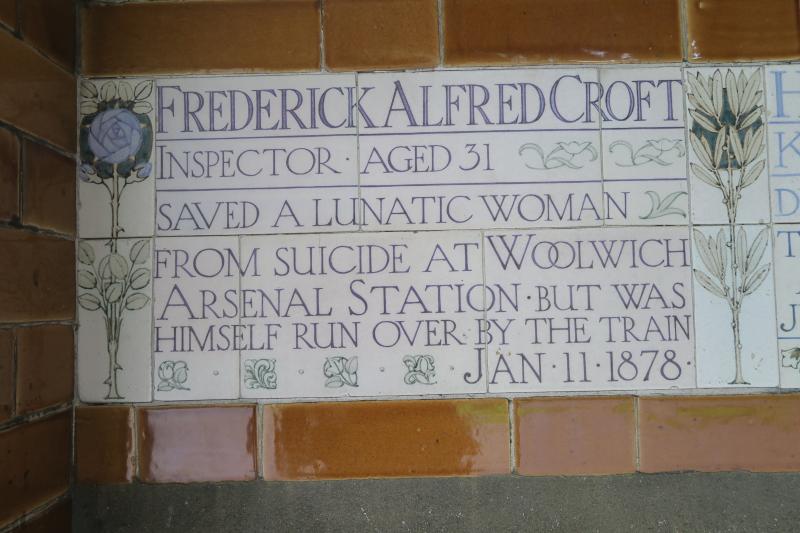 FREDERICK ALFRED CROFT
INSPECTOR · AGED 31
SAVED A LUNATIC WOMAN
FROM SUICIDE AT WOOLWICH
ARSENAL STATION · BUT WAS
HIMSELF RUN OVER BY THE TRAIN
· JAN · 11 · 1878 ·